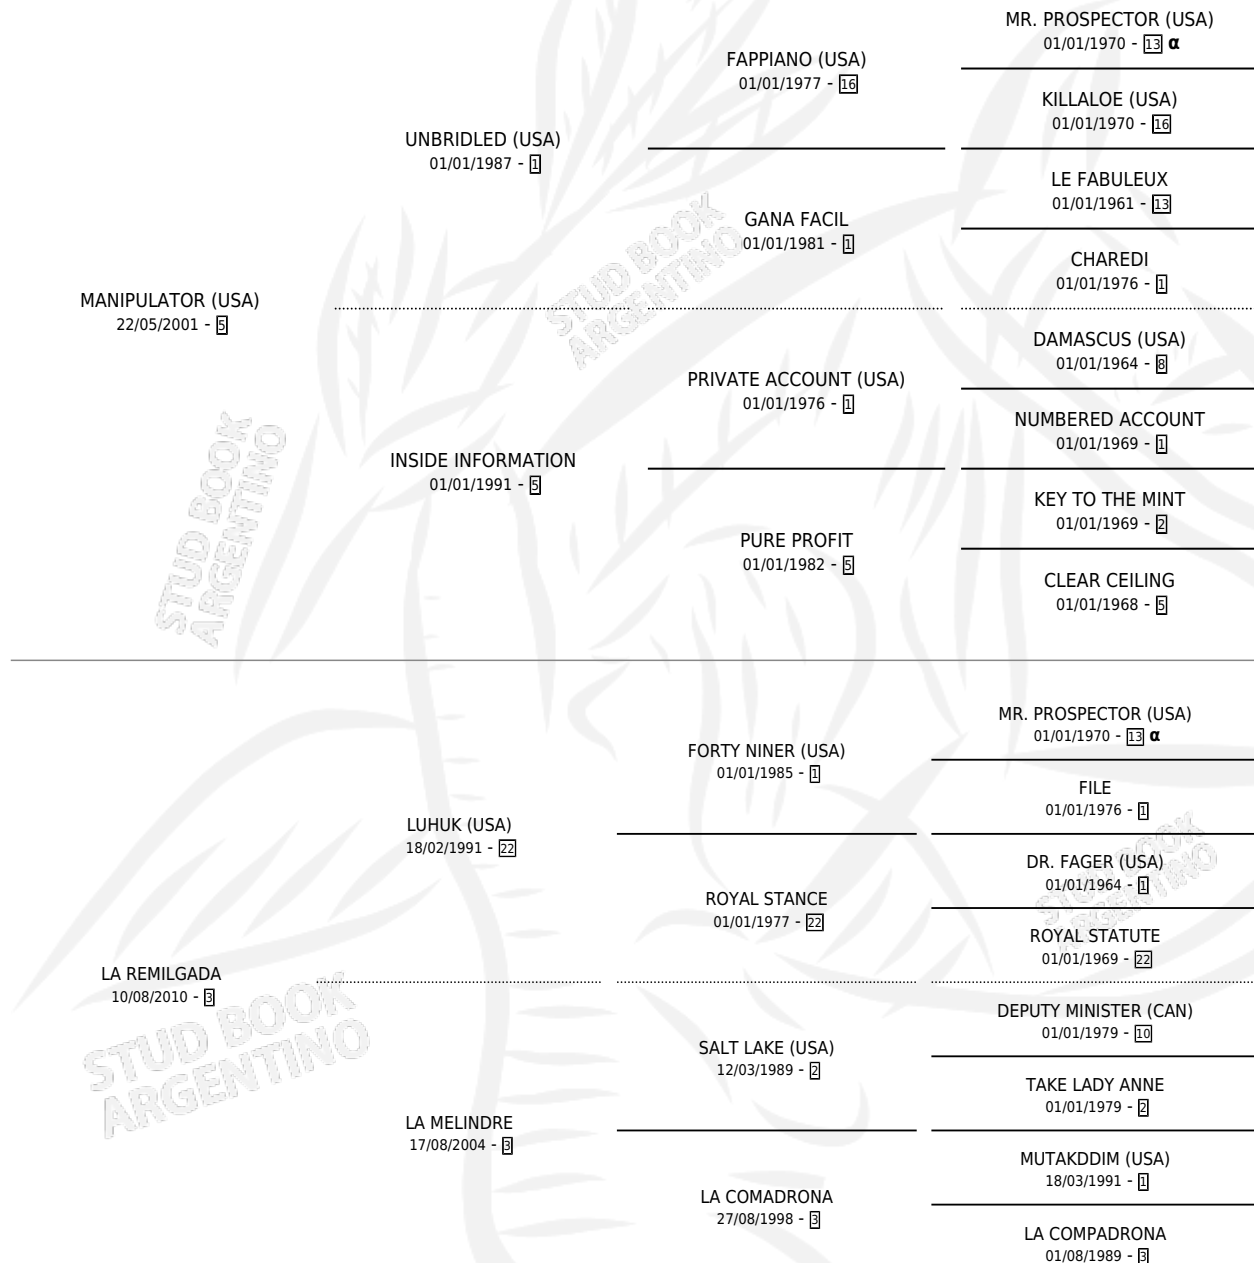 MR. PROSPECTOR (USA)
01/01/1970 - 13 α
FAPPIANO (USA)
01/01/1977 - 16
KILLALOE (USA)
01/01/1970 - 16
UNBRIDLED (USA)
01/01/1987 - 1
LE FABULEUX
01/01/1961 - 13
GANA FACIL
01/01/1981 - 1
CHAREDI
01/01/1976 - 1
MANIPULATOR (USA)
22/05/2001 - 5
DAMASCUS (USA)
01/01/1964 - 8
PRIVATE ACCOUNT (USA)
01/01/1976 - 1
NUMBERED ACCOUNT
01/01/1969 - 1
INSIDE INFORMATION
01/01/1991 - 5
KEY TO THE MINT
01/01/1969 - 2
PURE PROFIT
01/01/1982 - 5
CLEAR CEILING
01/01/1968 - 5
MR. PROSPECTOR (USA)
01/01/1970 - 13 α
FORTY NINER (USA)
01/01/1985 - 1
FILE
01/01/1976 - 1
LUHUK (USA)
18/02/1991 - 22
DR. FAGER (USA)
01/01/1964 - 1
ROYAL STANCE
01/01/1977 - 22
ROYAL STATUTE
01/01/1969 - 22
LA REMILGADA
10/08/2010 - 3
DEPUTY MINISTER (CAN)
01/01/1979 - 10
SALT LAKE (USA)
12/03/1989 - 2
TAKE LADY ANNE
01/01/1979 - 2
LA MELINDRE
17/08/2004 - 3
MUTAKDDIM (USA)
18/03/1991 - 1
LA COMADRONA
27/08/1998 - 3
LA COMPADRONA
01/08/1989 - 3
STUD BOOK
ARGENTINO
STUD BOOK
ARGENTINO
STUD BOOK
ARGENTINO
STUD BOOK
ARGENTINO